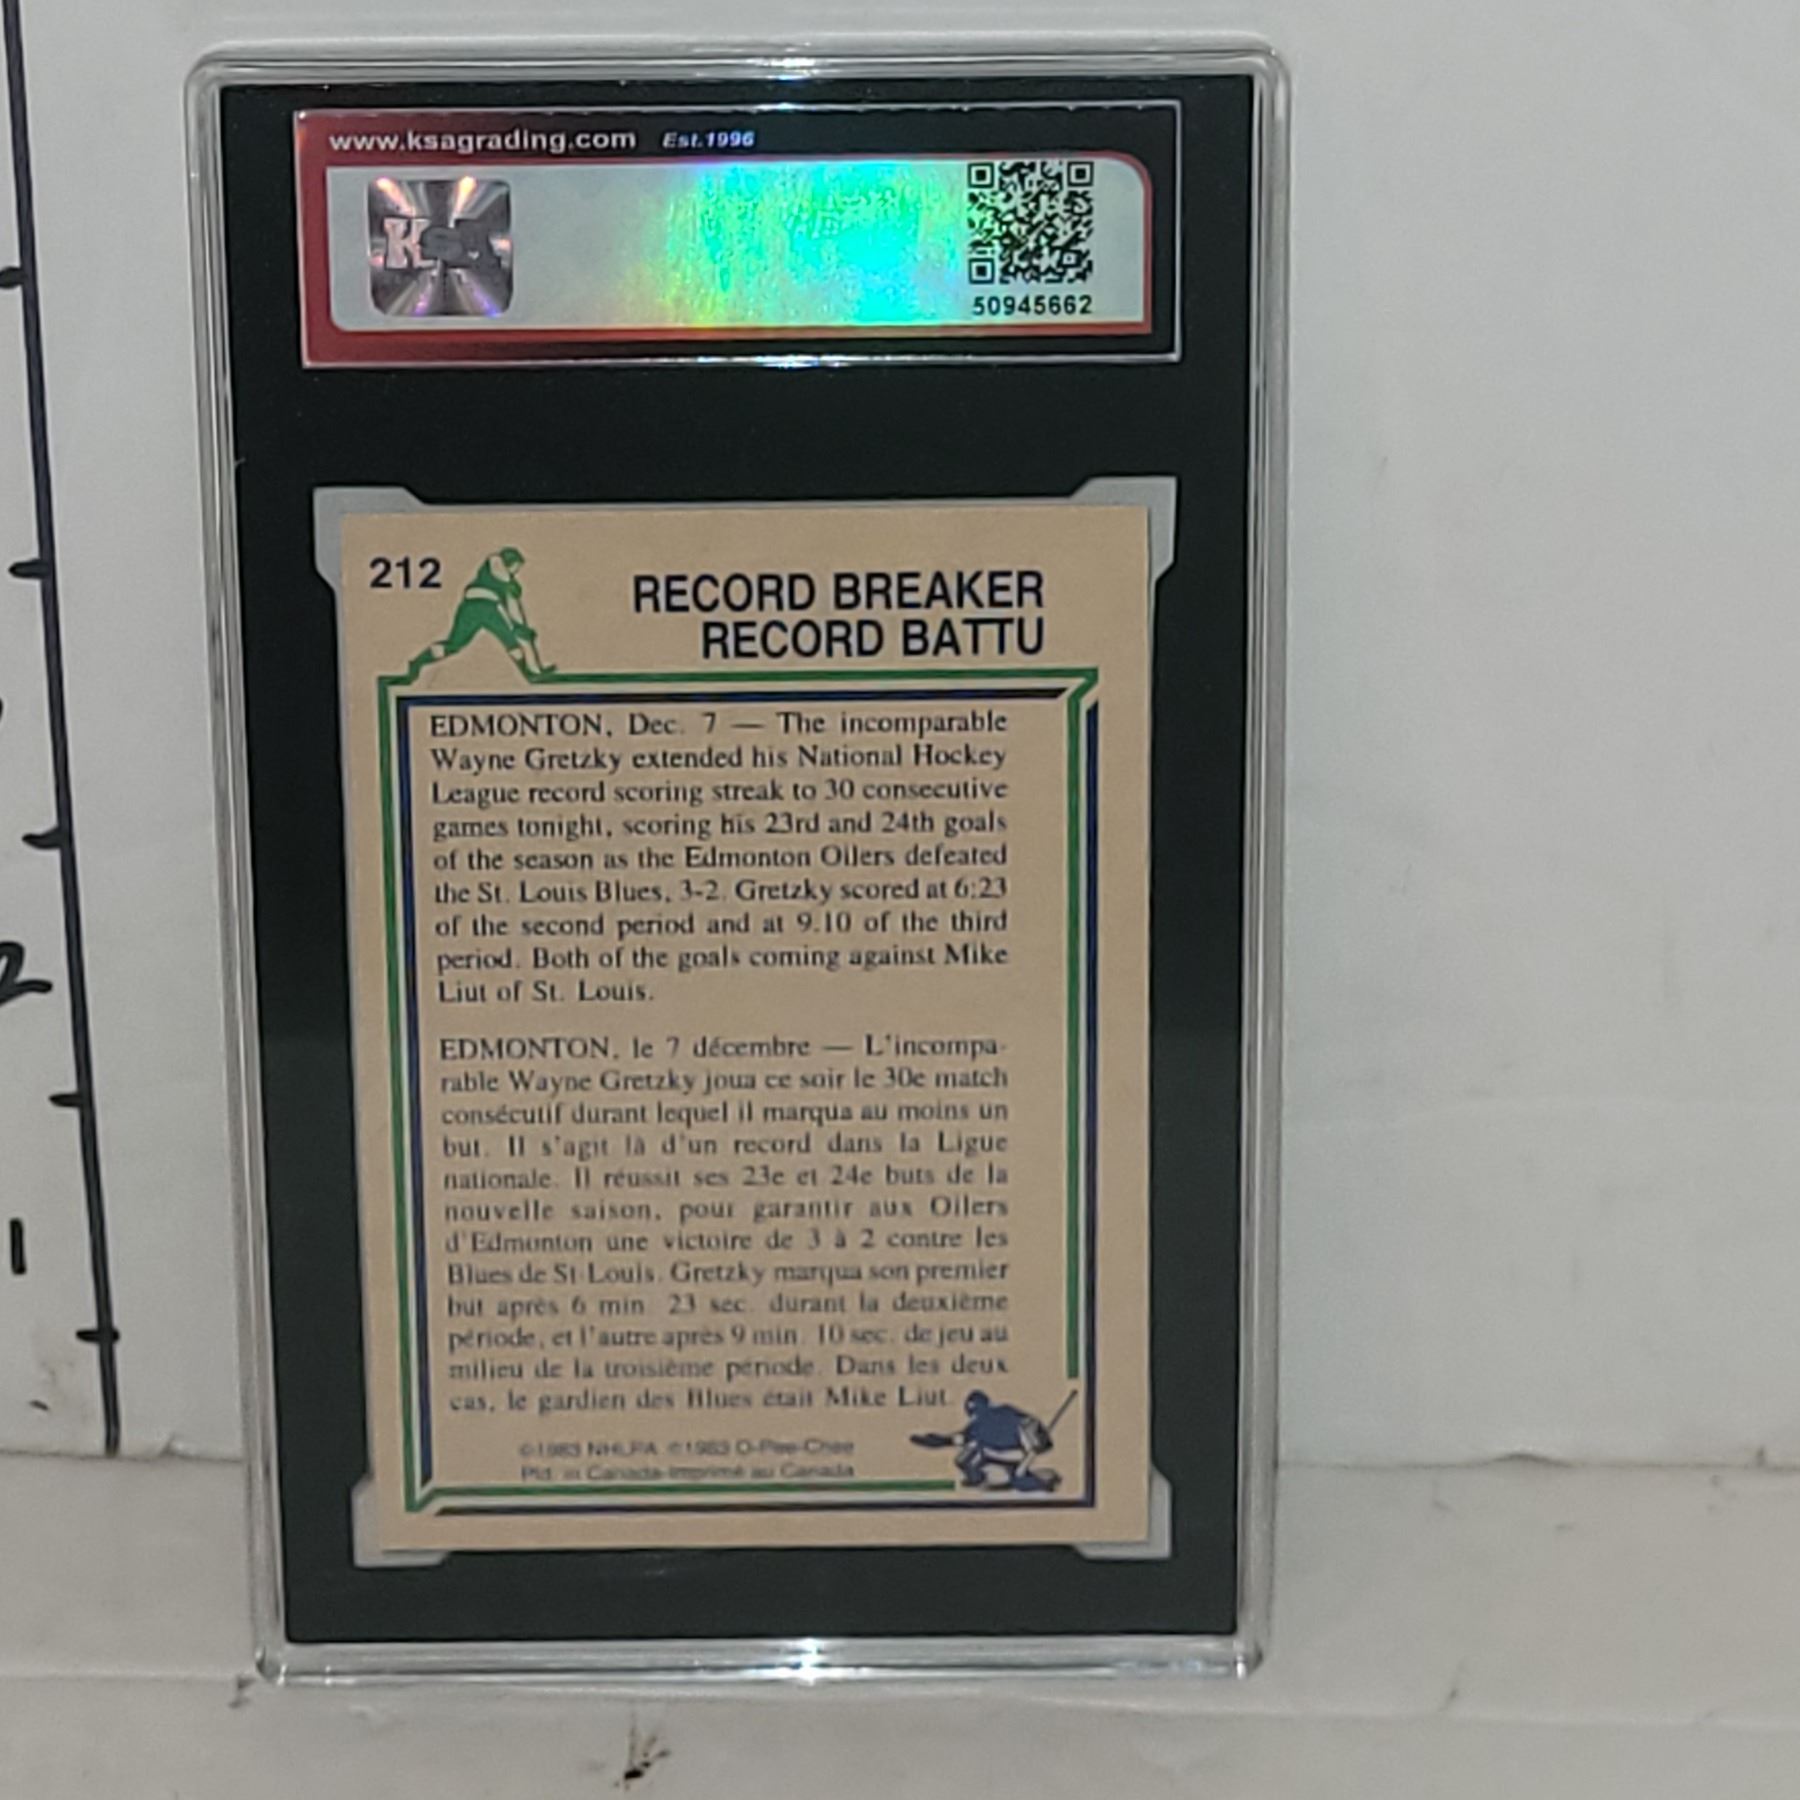 www.ksagrading.com Est.1996
KSA
50945662
212
RECORD BREAKER
RECORD BATTU
EDMONTON, Dec. 7 — The incomparable
Wayne Gretzky extended his National Hockey
League record scoring streak to 30 consecutive
games tonight, scoring his 23rd and 24th goals
of the season as the Edmonton Oilers defeated
the St. Louis Blues, 3-2. Gretzky scored at 6:23
of the second period and at 9.10 of the third
period. Both of the goals coming against Mike
Liut of St. Louis.
EDMONTON, le 7 décembre — L'incompa-
rable Wayne Gretzky joua ce soir le 30e match
consécutif durant lequel il marqua au moins un
but. Il s'agit là d'un record dans la Ligue
nationale. Il réussit ses 23e et 24e buts de la
nouvelle saison, pour garantir aux Oilers
d'Edmonton une victoire de 3 à 2 contre les
Blues de St-Louis. Gretzky marqua son premier
but après 6 min. 23 sec. durant la deuxième
période, et l'autre après 9 min. 10 sec. de jeu au
milieu de la troisième période. Dans les deux
cas, le gardien des Blues était Mike Liut.
©1983 NHLPA ©1983 O-Pee-Chee
Ptd. in Canada-Imprimé au Canada
2
1